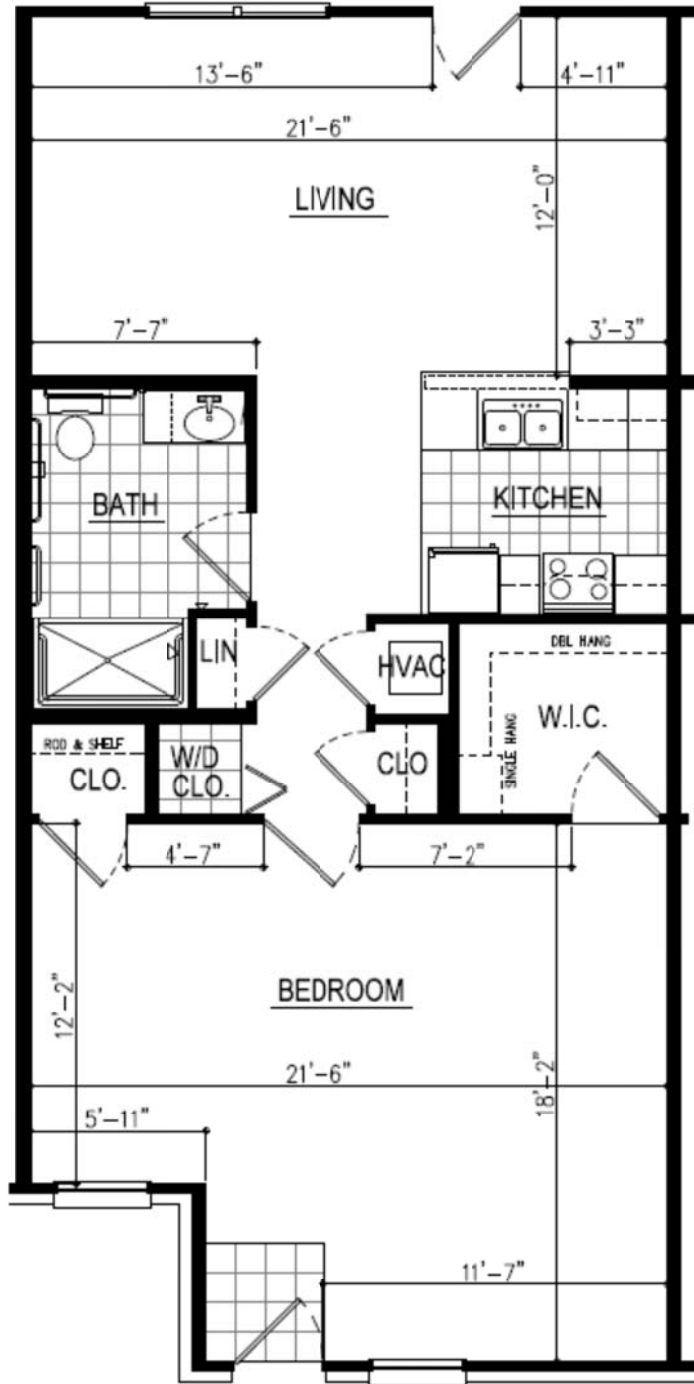 13'-6"
4'-11"
21'-6"
LIVING
12'-0"
7'-7"
3'-3"
BATH
KITCHEN
LIN
HVAC
DBL HANG
W.I.C.
SINGLE HANG
ROD & SHELF
CLO.
W/D
CLO.
CLO
4'-7"
7'-2"
12'-2"
BEDROOM
21'-6"
18'-2"
5'-11"
11'-7"